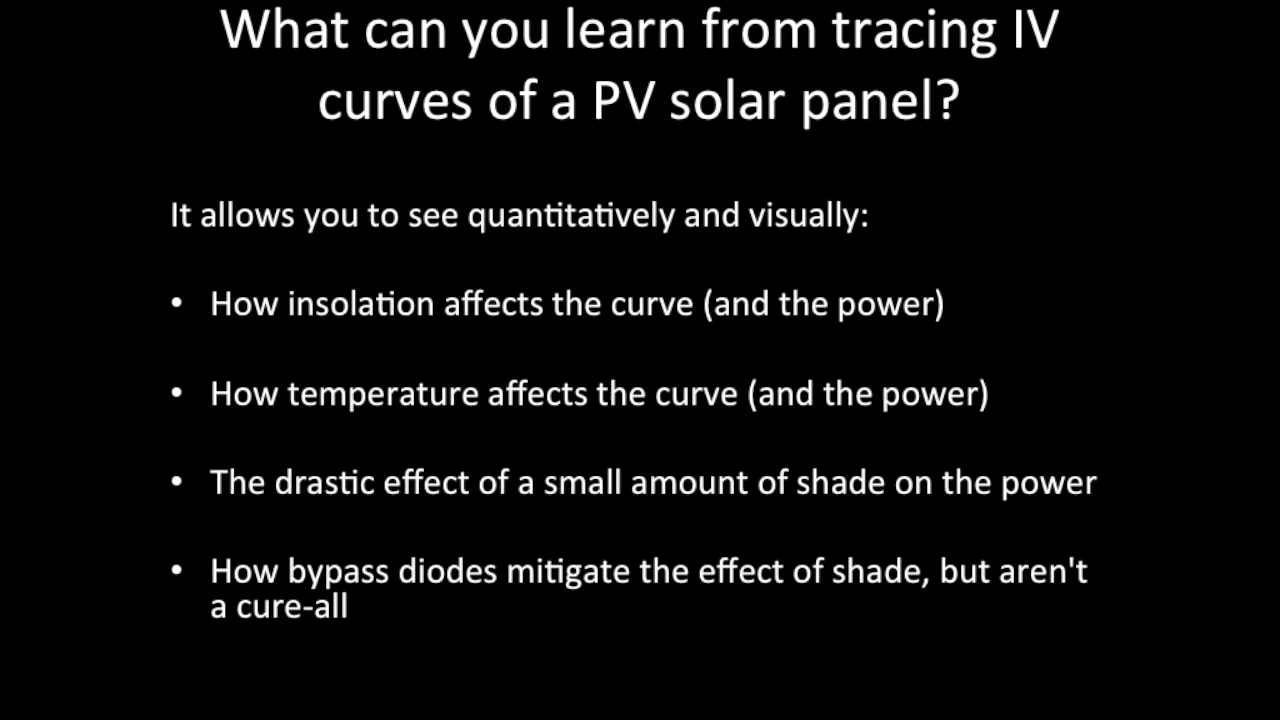 What can you learn from tracing IV
curves of a PV solar panel?
It allows you to see quantitatively and visually:
• How insolation affects the curve (and the power)
• How temperature affects the curve (and the power)
• The drastic effect of a small amount of shade on the power
• How bypass diodes mitigate the effect of shade, but aren't
a cure-all